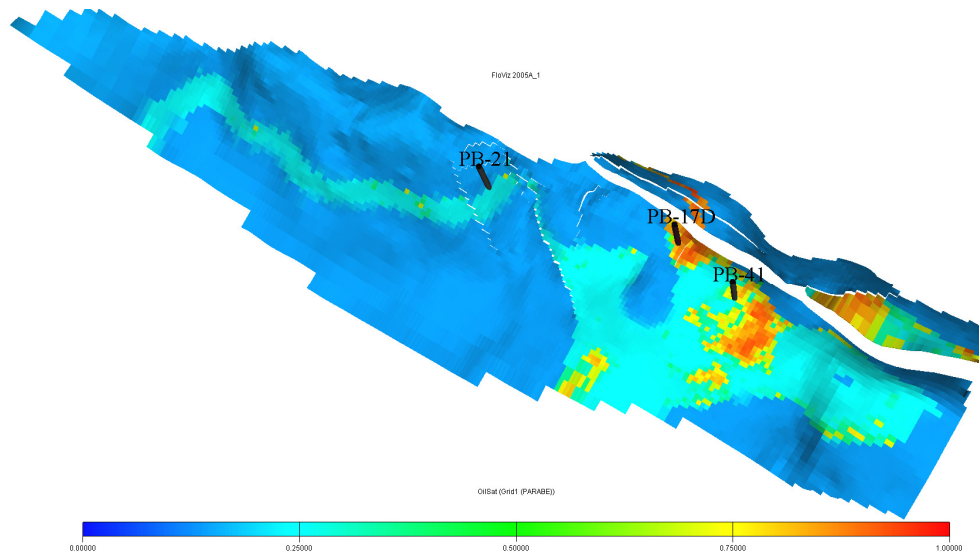 FloViz 2005A_1
PB-21
PB-17D
PB-41
OilSat (Grid1 (PARABE))
0.00000 0.25000 0.50000 0.75000 1.00000